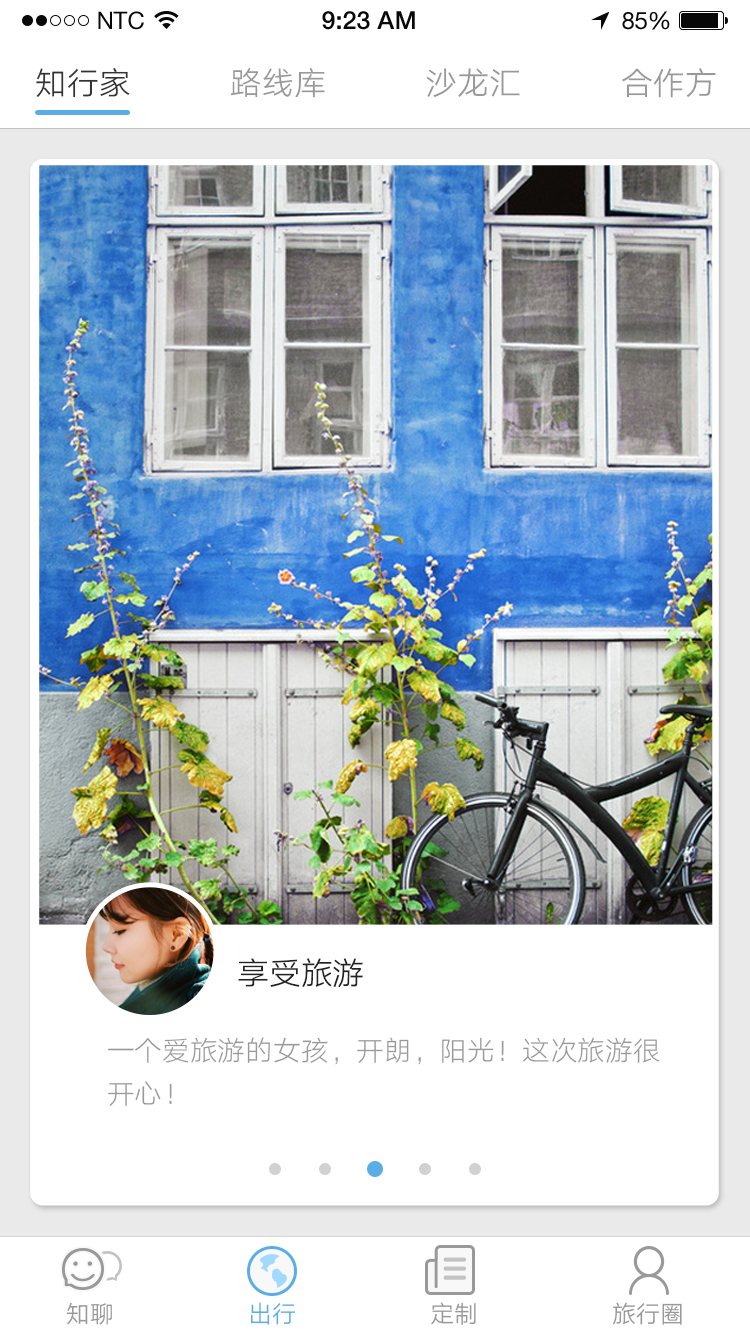 NTC 9:23 AM 85%
知行家 路线库 沙龙汇 合作方
享受旅游
一个爱旅游的女孩，开朗，阳光！这次旅游很
开心！
知聊 出行 定制 旅行圈